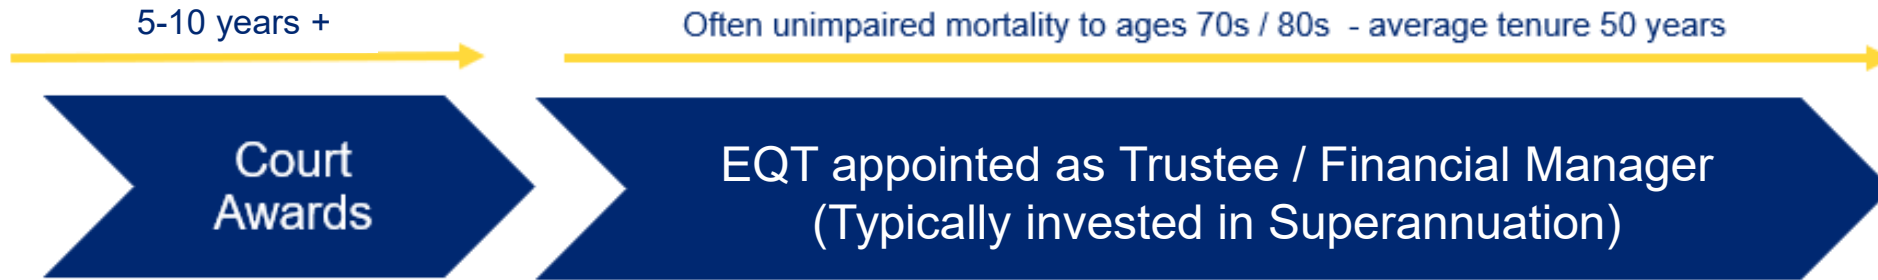 5-10 years +
Often unimpaired mortality to ages 70s / 80s - average tenure 50 years
Court
Awards
EQT appointed as Trustee / Financial Manager
(Typically invested in Superannuation)